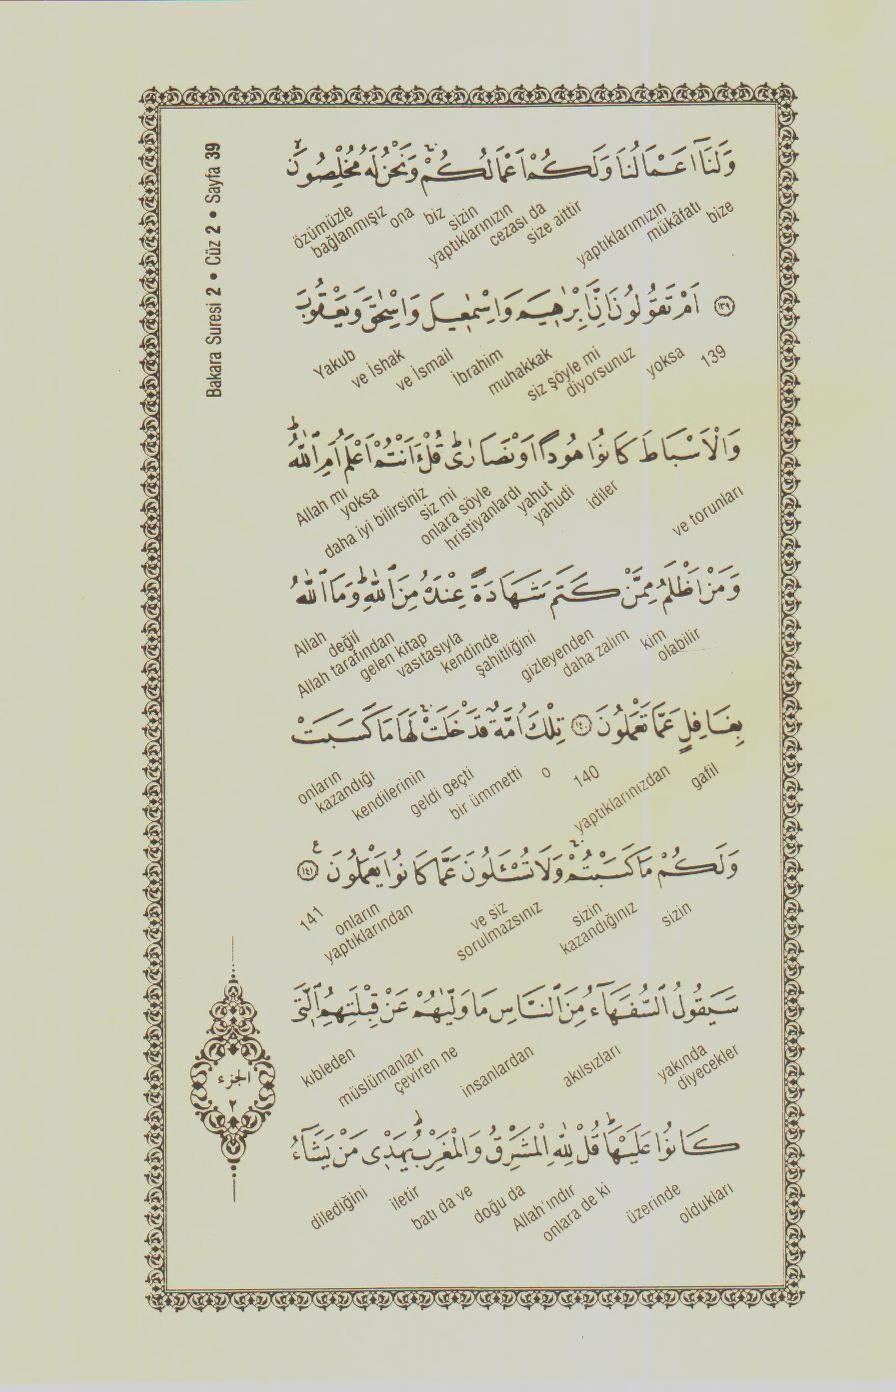 Bakara Suresi 2 • Cüz 2 • Sayfa 39
وَلَنَٓا اَعْمَالُنَا وَلَكُمْ اَعْمَالُكُمْ وَنَحْنُ لَهُ مُخْلِصُونَ
bize yaptıklarımızın mükâfatı yaptıklarınızın cezası da size aittir sizin biz ona özümüzle bağlanmışız
﴿١٣٩﴾ اَمْ تَقُولُونَ اِنَّ اِبْرٰهٖيمَ وَاِسْمٰعٖيلَ وَاِسْحٰقَ وَيَعْقُوبَ
139 yoksa siz şöyle mi diyorsunuz muhakkak İbrahim ve İsmail ve İshak Yakub
وَالْاَسْبَاطَ كَانُوا هُودًا اَوْ نَصَارٰى قُلْ ءَاَنْتُمْ اَعْلَمُ اَمِ اللّٰهُ
ve torunları idiler yahudi yahut hristiyanlardı onlara söyle siz mi daha iyi bilirsiniz yoksa Allah mı
وَمَنْ اَظْلَمُ مِمَّنْ كَتَمَ شَهَادَةً عِنْدَهُ مِنَ اللّٰهِ وَمَا اللّٰهُ
kim olabilir daha zalim gizleyenden şahitliğini kendinde vasıtasıyla gelen kitap Allah tarafından değil Allah
بِغَافِلٍ عَمَّا تَعْمَلُونَ ﴿١٤٠﴾ تِلْكَ اُمَّةٌ قَدْ خَلَتْ لَهَا مَا كَسَبَتْ
gafil yaptıklarınızdan 140 o bir ümmetti geldi geçti kendilerinin onların kazandığı
وَلَكُمْ مَا كَسَبْتُمْ وَلَا تُسْـَٔلُونَ عَمَّا كَانُوا يَعْمَلُونَ ﴿١٤١﴾ ع
sizin sizin kazandığınız ve siz sorulmazsınız onların yaptıklarından 141
سَيَقُولُ السُّفَهَٓاءُ مِنَ النَّاسِ مَا وَلّٰيهُمْ عَنْ قِبْلَتِهِمُ الَّتٖى
yakında diyecekler akılsızları insanlardan müslümanları çeviren ne kıbleden
كَانُوا عَلَيْهَا قُلْ لِلّٰهِ الْمَشْرِقُ وَالْمَغْرِبُ يَهْدٖى مَنْ يَشَٓاءُ
oldukları üzerinde onlara de ki Allah'ındır doğu da batı da ve iletir dilediğini
الجزء
٢